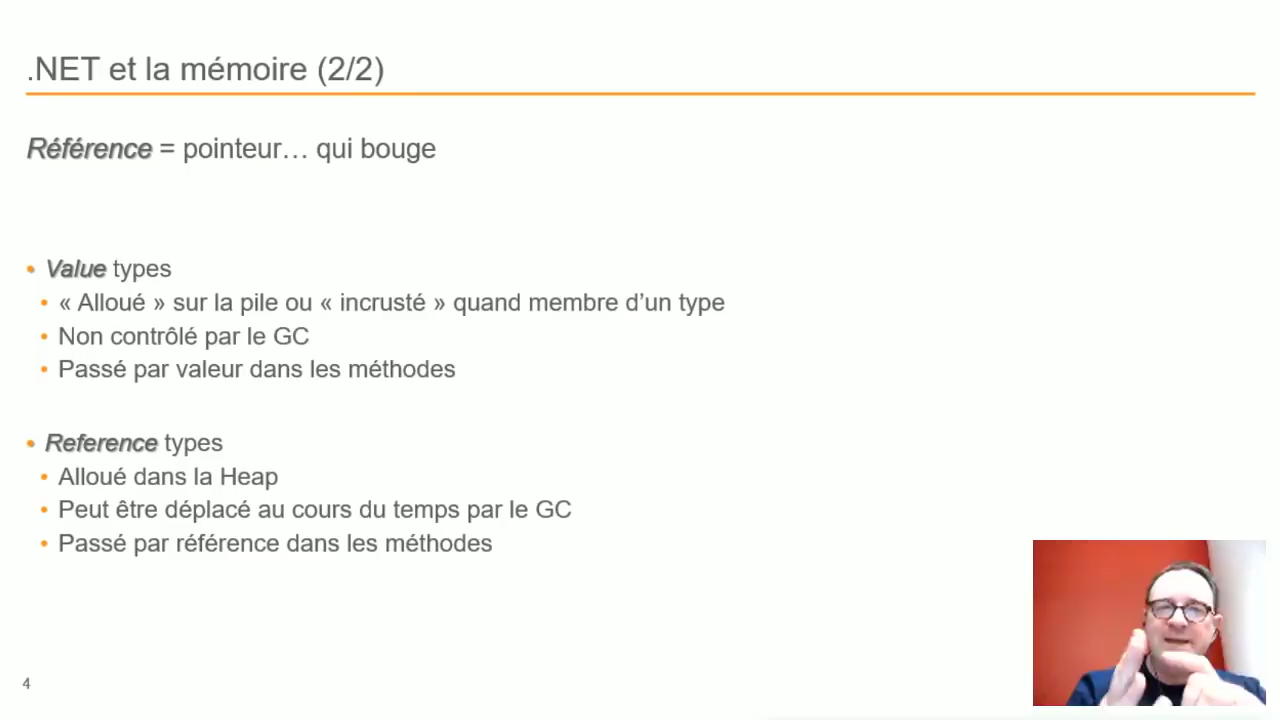 .NET et la mémoire (2/2)
Référence = pointeur… qui bouge
• Value types
• « Alloué » sur la pile ou « incrusté » quand membre d’un type
• Non contrôlé par le GC
• Passé par valeur dans les méthodes
• Reference types
• Alloué dans la Heap
• Peut être déplacé au cours du temps par le GC
• Passé par référence dans les méthodes
4